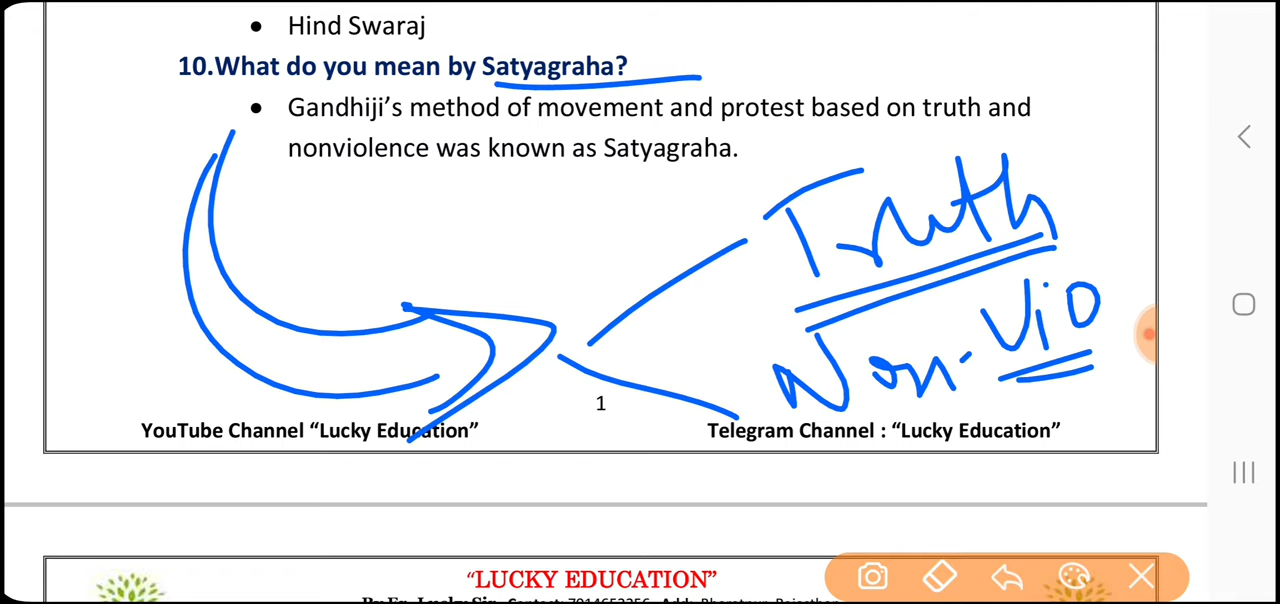 • Hind Swaraj
10.What do you mean by Satyagraha?
• Gandhiji's method of movement and protest based on truth and
nonviolence was known as Satyagraha.
Truth
Non-Vio
1
YouTube Channel “Lucky Education” Telegram Channel : “Lucky Education”
“LUCKY EDUCATION”